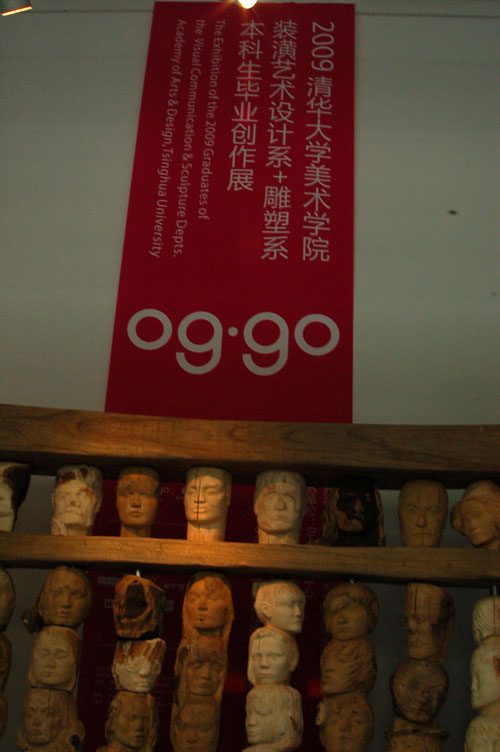 2009 清华大学美术学院
装潢艺术设计系+雕塑系
本科生毕业创作展
The Exhibition of the 2009 Graduates of
the Visual Communication & Sculpture Depts,
Academy of Arts & Design, Tsinghua University
09·90